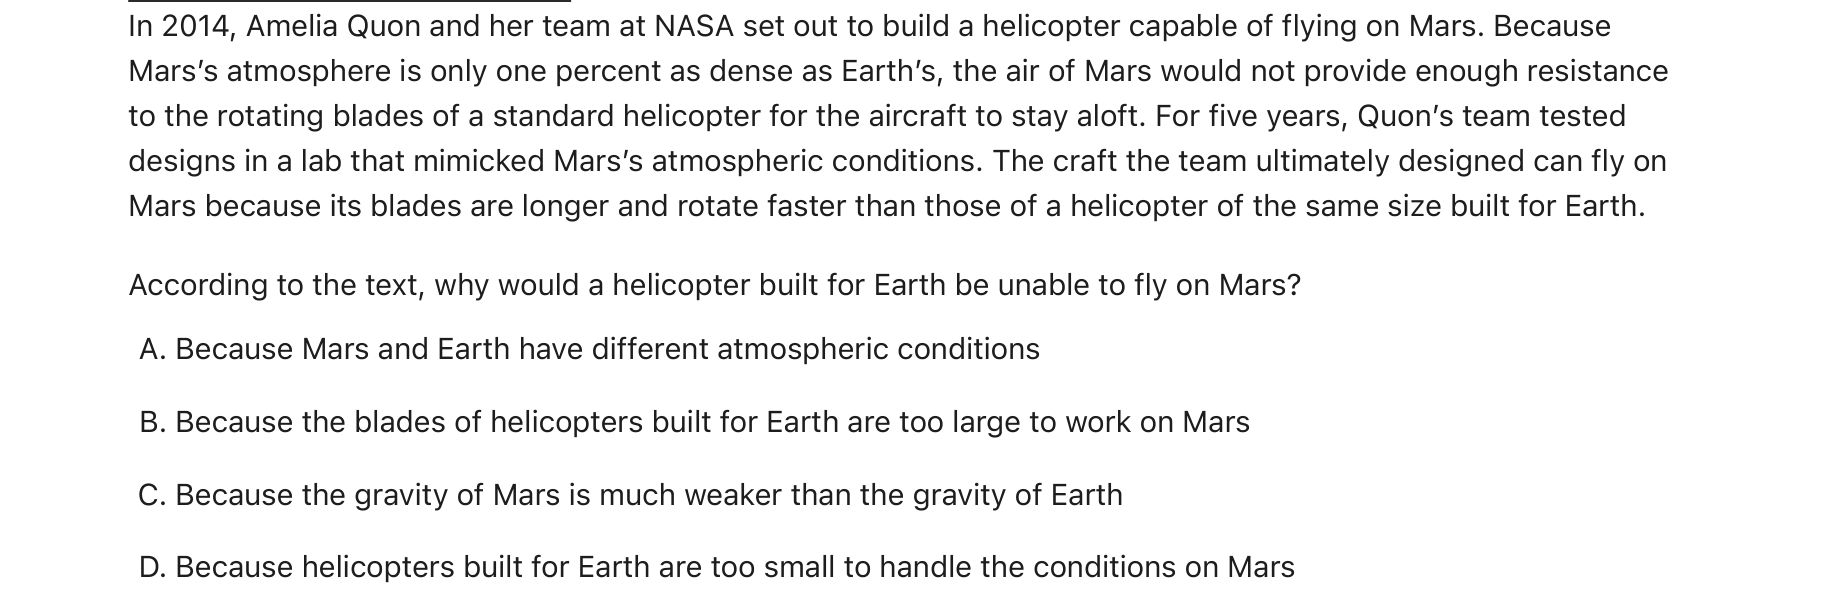 In 2014, Amelia Quon and her team at NASA set out to build a helicopter capable of flying on Mars. Because
Mars’s atmosphere is only one percent as dense as Earth’s, the air of Mars would not provide enough resistance
to the rotating blades of a standard helicopter for the aircraft to stay aloft. For five years, Quon’s team tested
designs in a lab that mimicked Mars’s atmospheric conditions. The craft the team ultimately designed can fly on
Mars because its blades are longer and rotate faster than those of a helicopter of the same size built for Earth.
According to the text, why would a helicopter built for Earth be unable to fly on Mars?
A. Because Mars and Earth have different atmospheric conditions
B. Because the blades of helicopters built for Earth are too large to work on Mars
C. Because the gravity of Mars is much weaker than the gravity of Earth
D. Because helicopters built for Earth are too small to handle the conditions on Mars